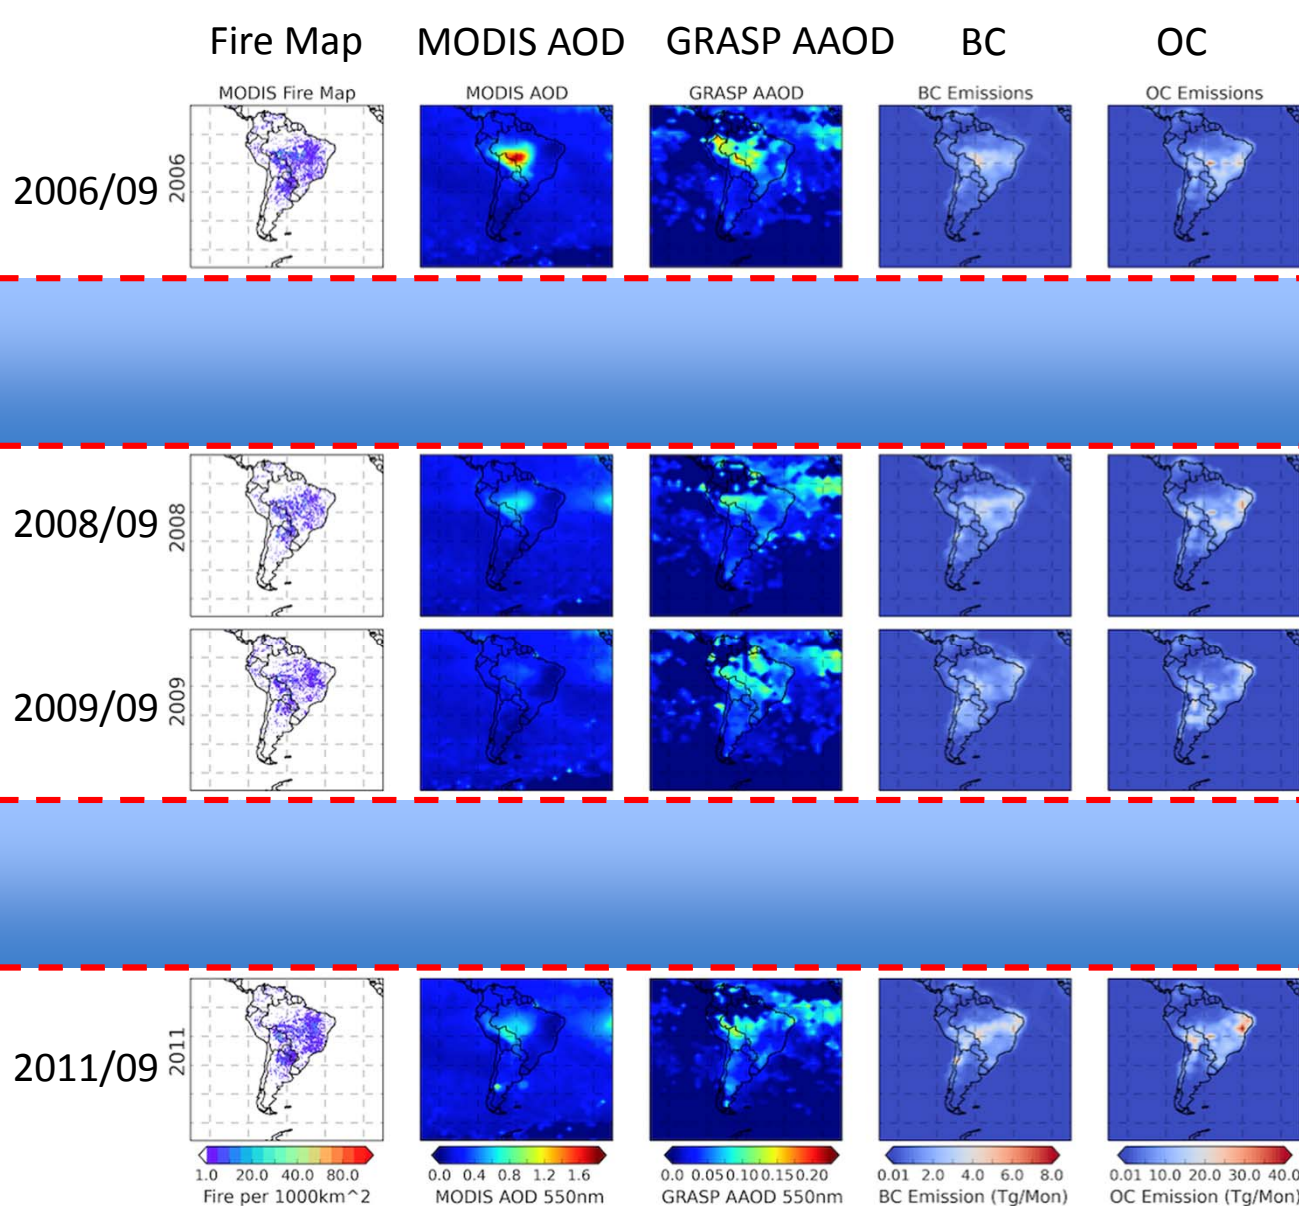 Fire Map MODIS AOD GRASP AAOD BC OC
MODIS Fire Map MODIS AOD GRASP AAOD BC Emissions OC Emissions
2006/09 2006
2008/09 2008
2009/09 2009
2011/09 2011
1.0 20.0 40.0 80.0 0.0 0.4 0.8 1.2 1.6 0.0 0.05 0.10 0.15 0.20 0.01 2.0 4.0 6.0 8.0 0.01 10.0 20.0 30.0 40.0
Fire per 1000km^2 MODIS AOD 550nm GRASP AAOD 550nm BC Emission (Tg/Mon) OC Emission (Tg/Mon)